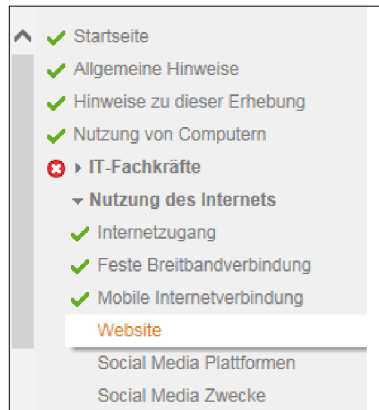 Startseite
Allgemeine Hinweise
Hinweise zu dieser Erhebung
Nutzung von Computern
IT-Fachkräfte
Nutzung des Internets
Internetzugang
Feste Breitbandverbindung
Mobile Internetverbindung
Website
Social Media Plattformen
Social Media Zwecke